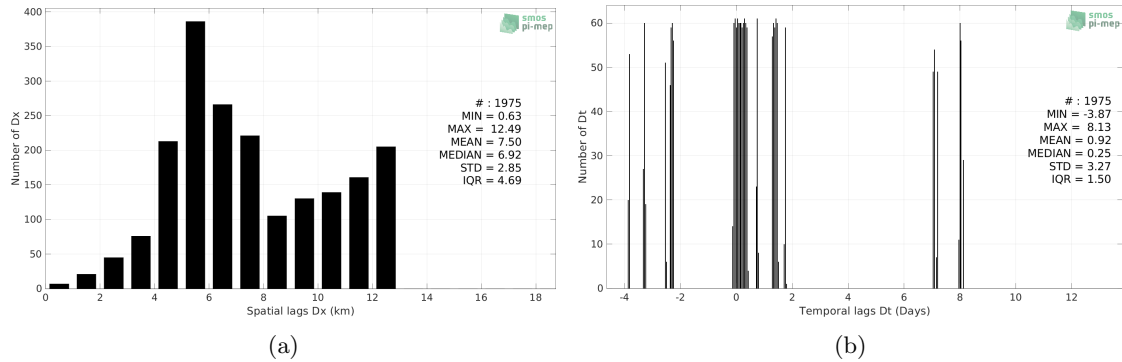 400
350
300
250
200
150
100
50
0
Number of Dx
0 2 4 6 8 10 12 14 16 18
Spatial lags Dx (km)
smos
pi-mep
# : 1975
MIN = 0.63
MAX = 12.49
MEAN = 7.50
MEDIAN = 6.92
STD = 2.85
IQR = 4.69
(a)
60
50
40
30
20
10
0
Number of Dt
-4 -2 0 2 4 6 8 10 12
Temporal lags Dt (Days)
smos
pi-mep
# : 1975
MIN = -3.87
MAX = 8.13
MEAN = 0.92
MEDIAN = 0.25
STD = 3.27
IQR = 1.50
(b)